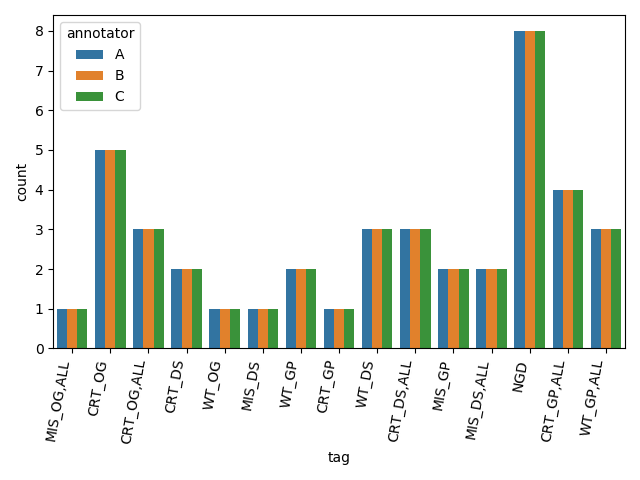 annotator
A
B
C
count
8
7
6
5
4
3
2
1
0
MIS_OG,ALL
CRT_OG
CRT_OG,ALL
CRT_DS
WT_OG
MIS_DS
WT_GP
CRT_GP
WT_DS
CRT_DS,ALL
MIS_GP
MIS_DS,ALL
NGD
CRT_GP,ALL
WT_GP,ALL
tag